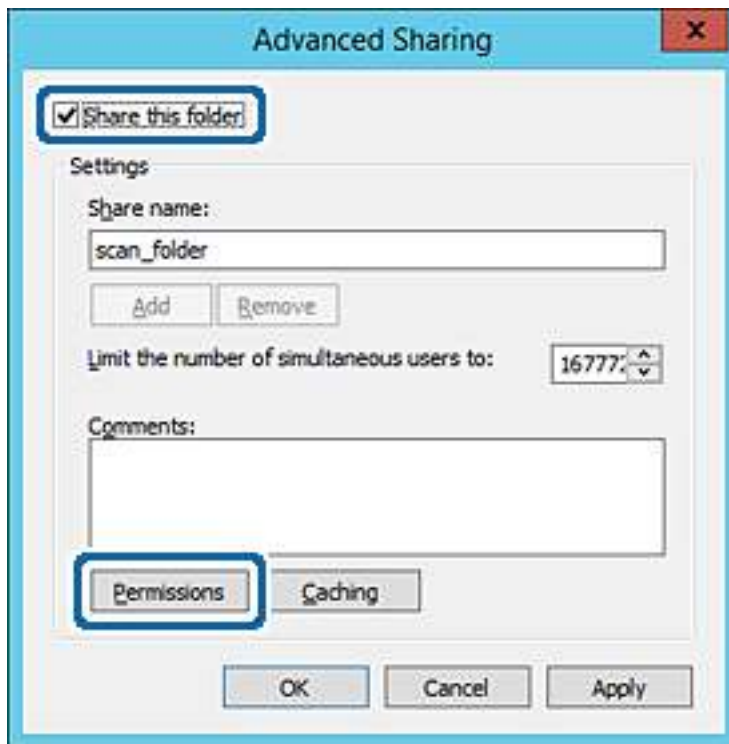 Advanced Sharing
Share this folder
Settings
Share name:
scan_folder
Add Remove
Limit the number of simultaneous users to:
Comments:
Permissions Caching
OK Cancel Apply